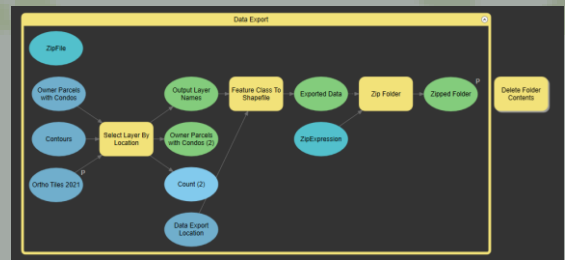 Data Export
ZipFile
Owner Parcels
with Condos
Contours
Ortho Tiles 2021
P
Select Layer By
Location
Output Layer
Names
Owner Parcels
with Condos (2)
Count (2)
Data Export
Location
Feature Class To
Shapefile
Exported Data
ZipExpression
Zip Folder
Zipped Folder
P
Delete Folder
Contents